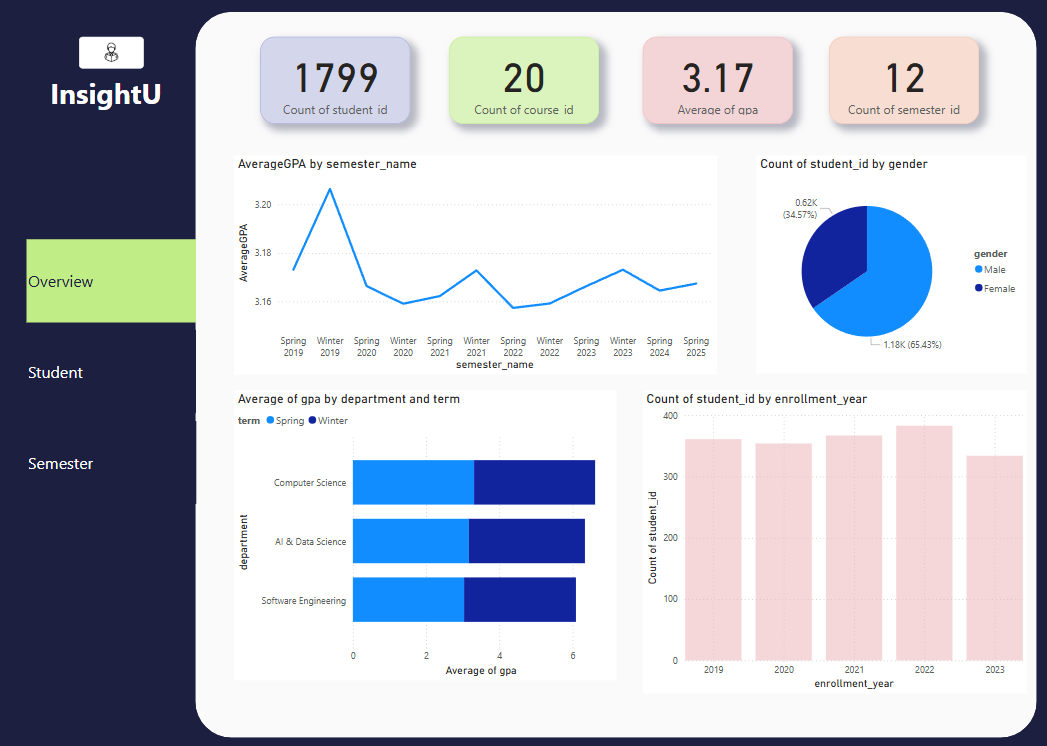 InsightU
Overview
Student
Semester
1799
Count of student_id
20
Count of course_id
3.17
Average of gpa
12
Count of semester_id
AverageGPA by semester_name
AverageGPA
3.20
3.18
3.16
Spring 2019
Winter 2019
Spring 2020
Winter 2020
Spring 2021
Winter 2021
Spring 2022
Winter 2022
Spring 2023
Winter 2023
Spring 2024
Spring 2025
semester_name
Count of student_id by gender
0.62K
(34.57%)
1.18K (65.43%)
gender
Male
Female
Average of gpa by department and term
term Spring Winter
department
Computer Science
AI & Data Science
Software Engineering
0 2 4 6
Average of gpa
Count of student_id by enrollment_year
Count of student_id
400
300
200
100
0
2019 2020 2021 2022 2023
enrollment_year